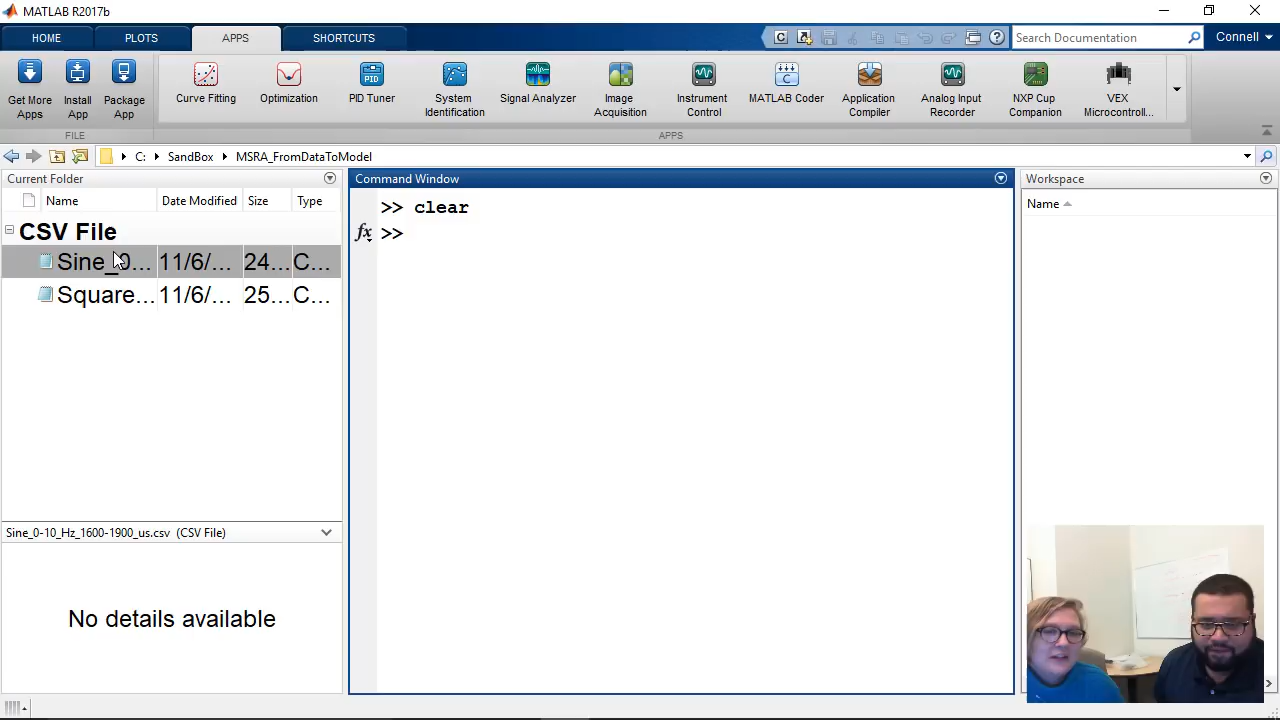 MATLAB R2017b
HOME PLOTS APPS SHORTCUTS Search Documentation Connell
Get More Apps
Install App
Package App
Curve Fitting
Optimization
PID Tuner
System Identification
Signal Analyzer
Image Acquisition
Instrument Control
MATLAB Coder
Application Compiler
Analog Input Recorder
NXP Cup Companion
VEX Microcontroll...
FILE APPS
C: SandBox MSRA_FromDataToModel
Current Folder
Name Date Modified Size Type
CSV File
Sine_0... 11/6/... 24... C...
Square... 11/6/... 25... C...
Sine_0-10_Hz_1600-1900_us.csv (CSV File)
No details available
Command Window
>> clear
fx >>
Workspace
Name